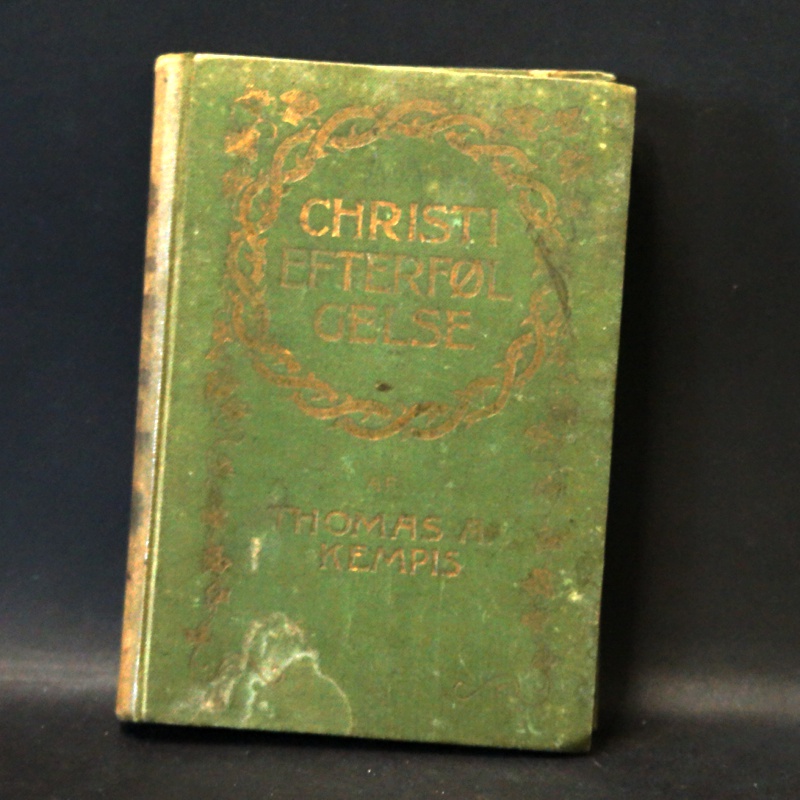 CHRISTI
EFTERFØL
GELSE
AF
THOMAS A
KEMPIS